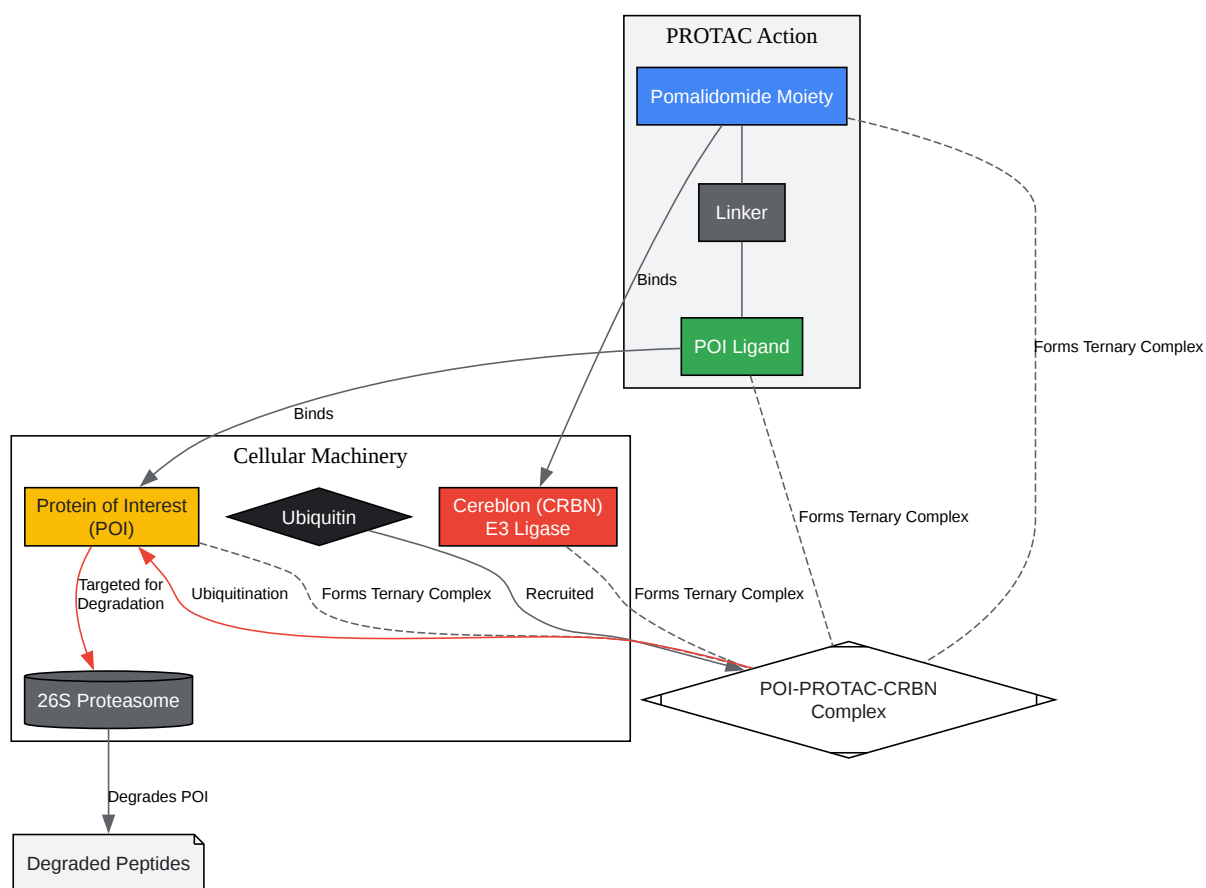 PROTAC Action
Pomalidomide Moiety
Linker
Binds
POI Ligand
Forms Ternary Complex
Binds
Cellular Machinery
Protein of Interest
(POI)
Ubiquitin
Cereblon (CRBN)
E3 Ligase
Forms Ternary Complex
Targeted for
Degradation
Ubiquitination
Forms Ternary Complex
Recruited
Forms Ternary Complex
26S Proteasome
POI-PROTAC-CRBN
Complex
Degrades POI
Degraded Peptides